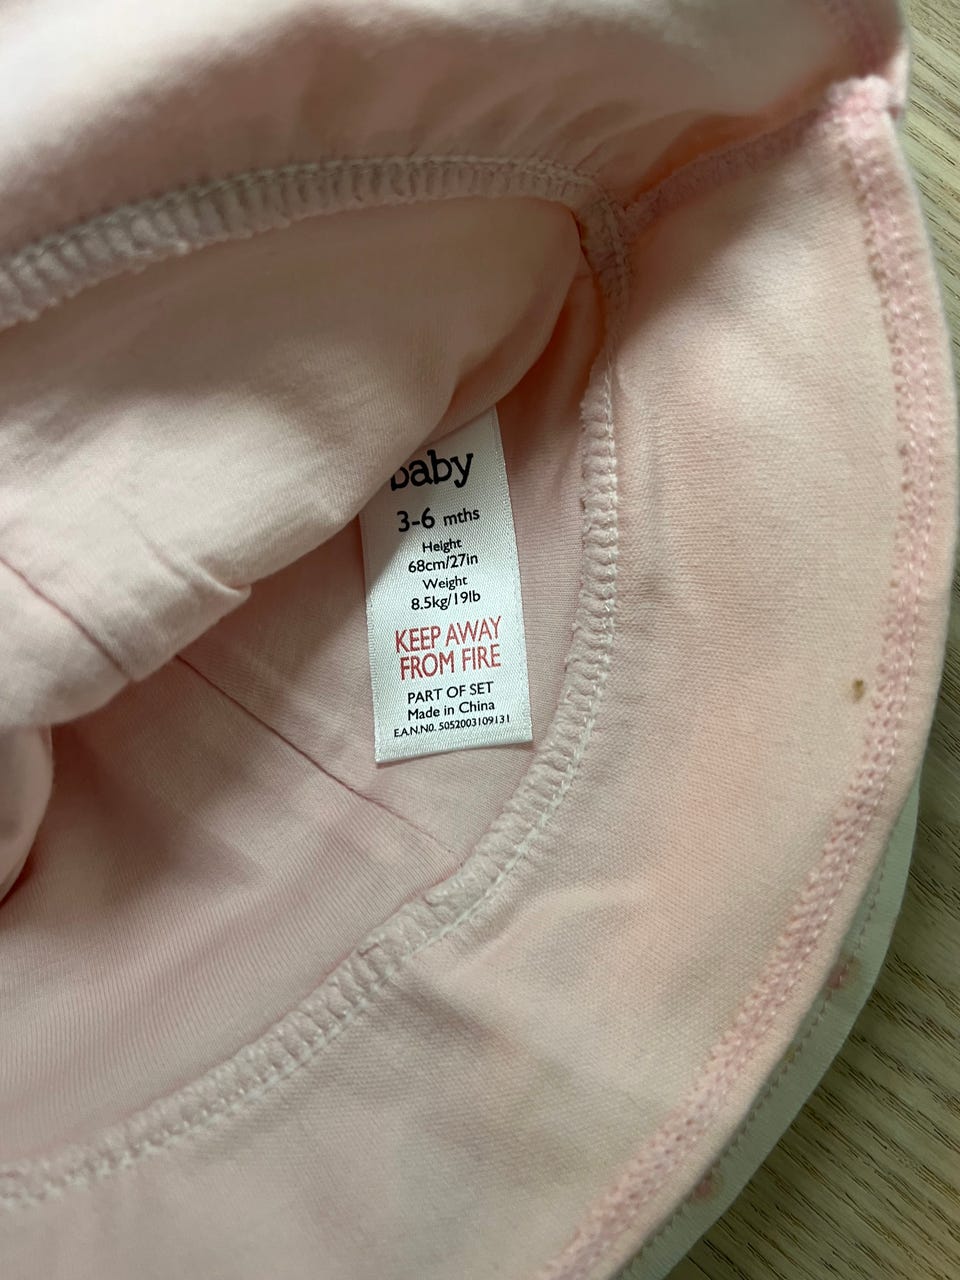 baby
3-6 mths
Height
68cm/27in
Weight
8.5kg/19lb
KEEP AWAY
FROM FIRE
PART OF SET
Made in China
E.A.N.N0. 5052003109131